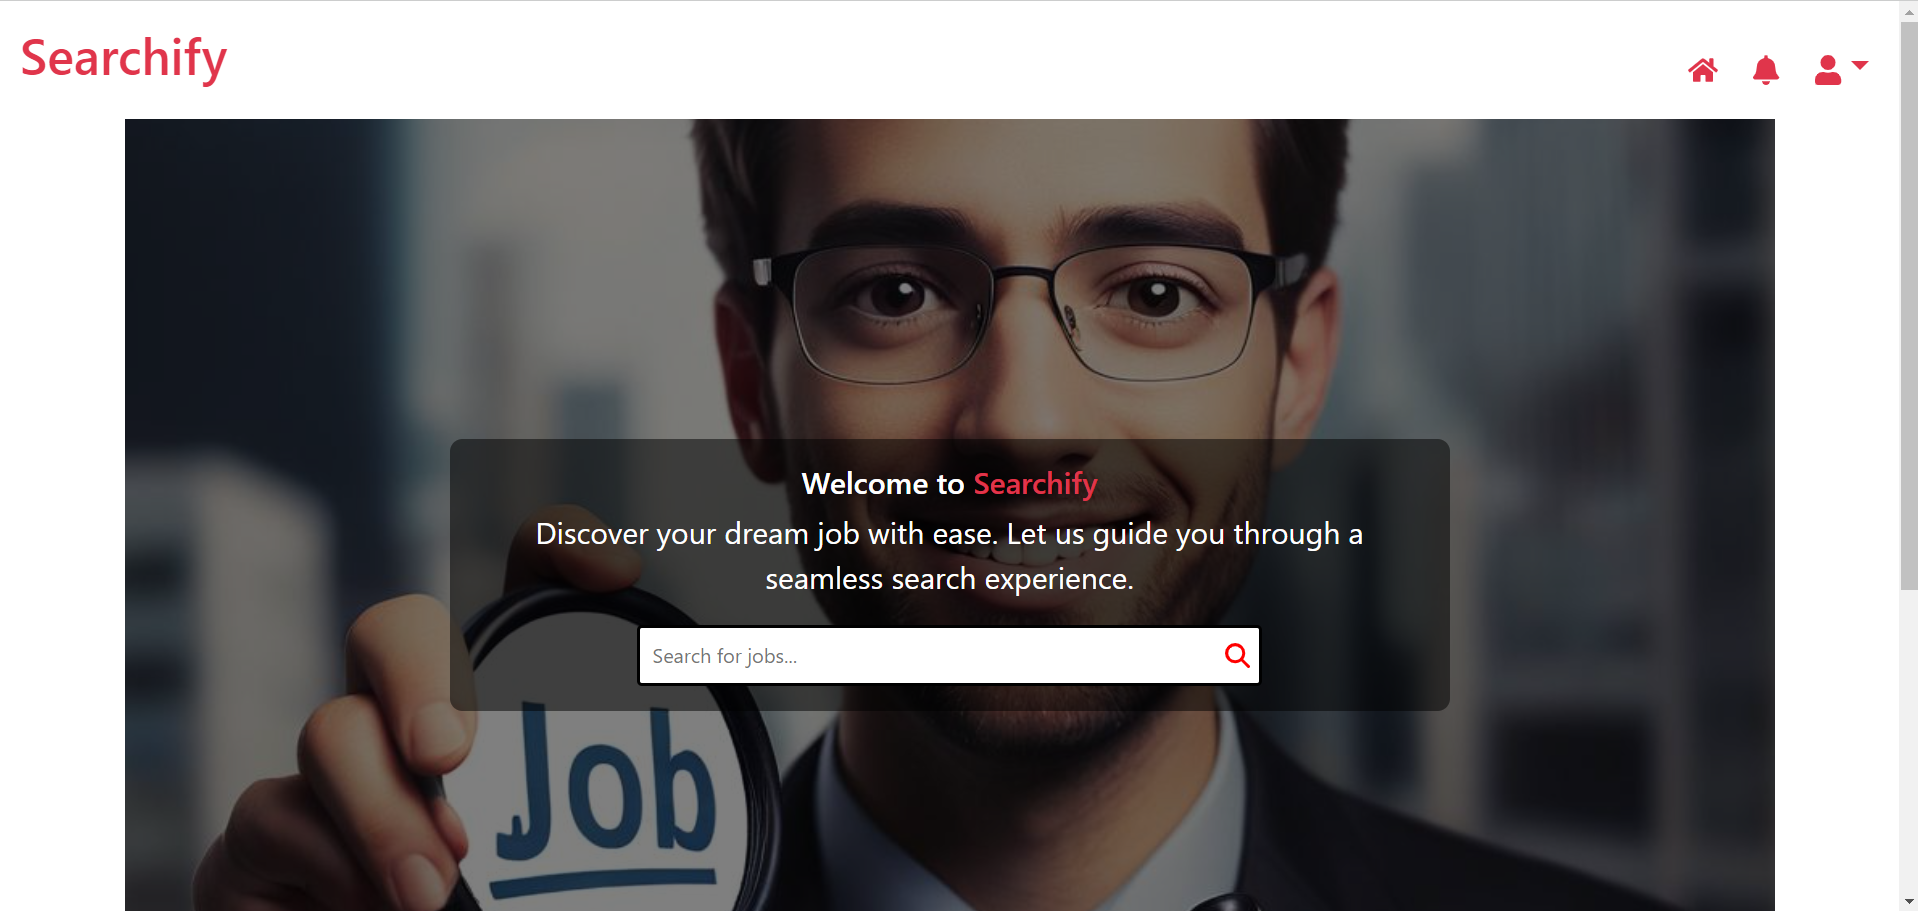 Searchify
Welcome to Searchify
Discover your dream job with ease. Let us guide you through a
seamless search experience.
Search for jobs...
Job